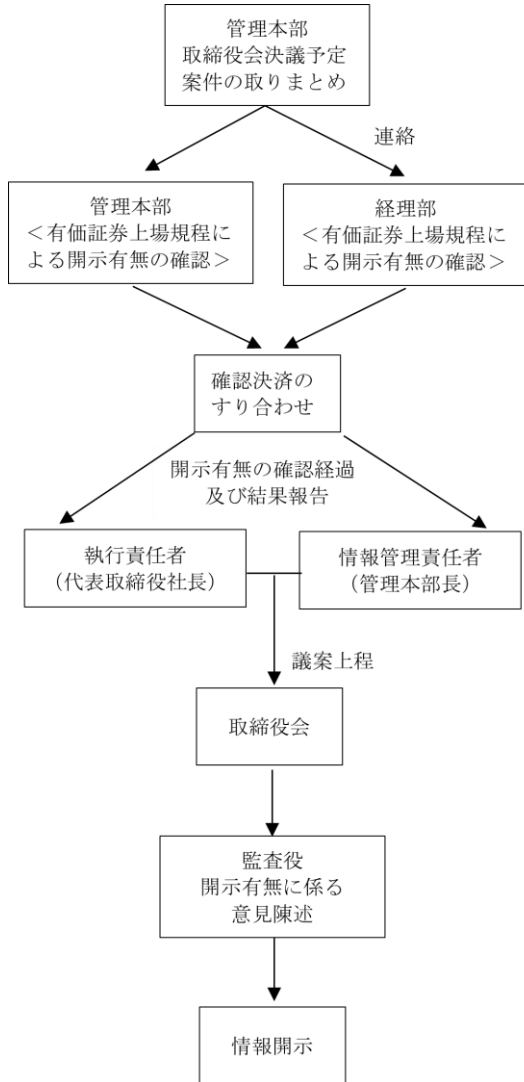 管理本部
取締役会決議予定
案件の取りまとめ
連絡
管理本部
＜有価証券上場規程に
よる開示有無の確認＞
経理部
＜有価証券上場規程に
よる開示有無の確認＞
確認決済の
すり合わせ
開示有無の確認経過
及び結果報告
執行責任者
（代表取締役社長）
情報管理責任者
（管理本部長）
議案上程
取締役会
監査役
開示有無に係る
意見陳述
情報開示